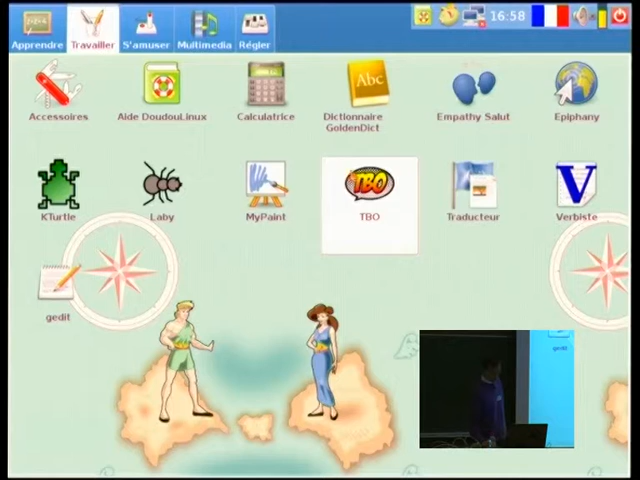 Apprendre Travailler S'amuser Multimedia Régler 16:58
Accessoires Aide DoudouLinux Calculatrice Dictionnaire GoldenDict Empathy Salut Epiphany
Abc
KTurtle Laby MyPaint TBO Traducteur Verbiste
TBO
V
gedit
gedit